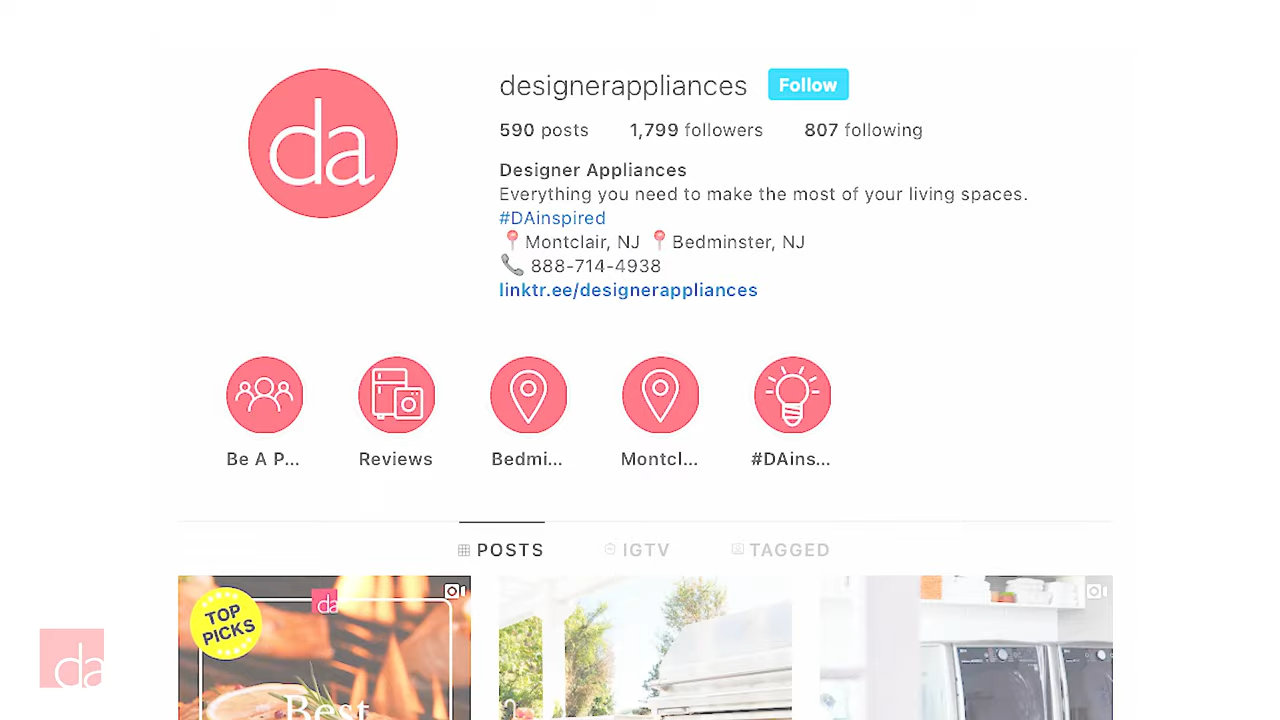 da
designerappliances Follow
590 posts 1,799 followers 807 following
Designer Appliances
Everything you need to make the most of your living spaces.
#DAinspired
📍Montclair, NJ 📍Bedminster, NJ
📞 888-714-4938
linktr.ee/designerappliances
Be A P... Reviews Bedmi... Montcl... #DAins...
POSTS IGTV TAGGED
da
TOP
PICKS
da
Best